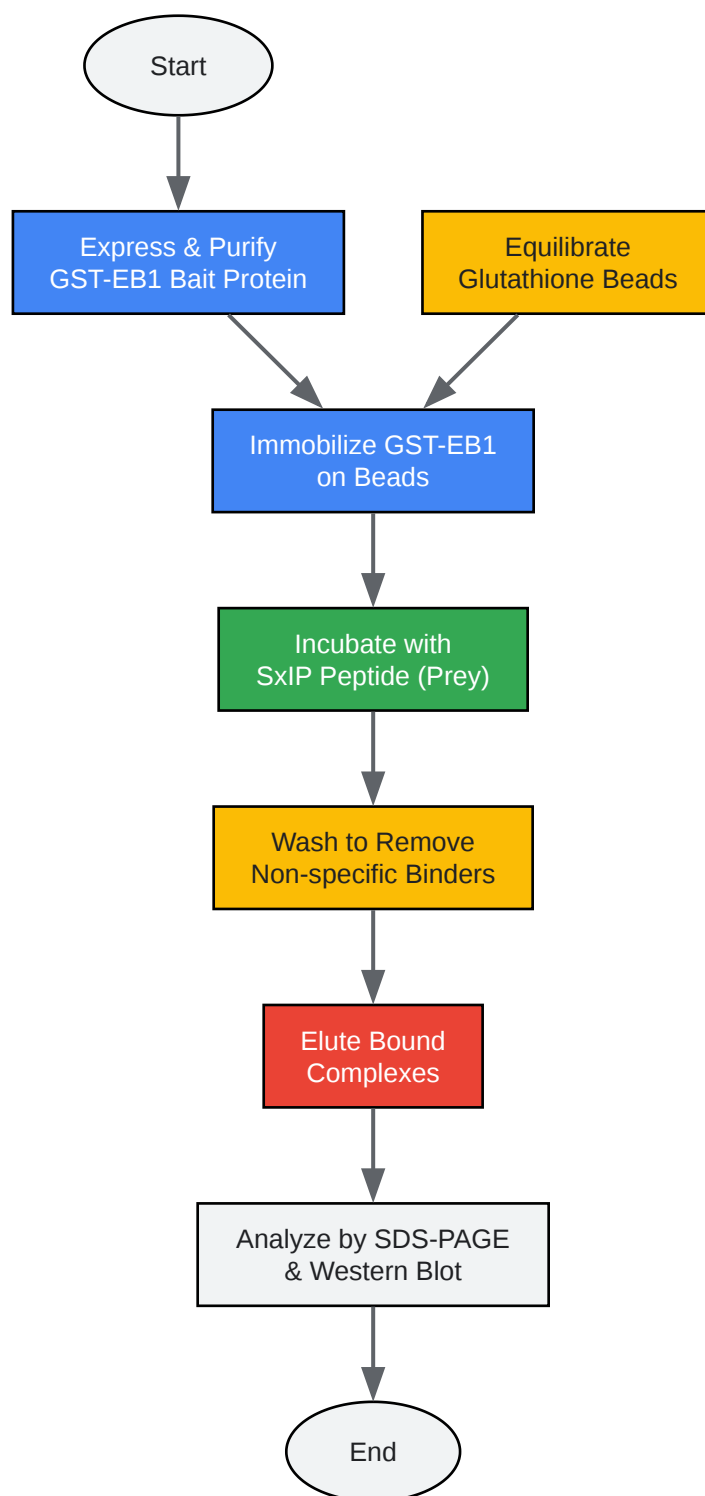 Start
Express & Purify
GST-EB1 Bait Protein
Equilibrate
Glutathione Beads
Immobilize GST-EB1
on Beads
Incubate with
SxIP Peptide (Prey)
Wash to Remove
Non-specific Binders
Elute Bound
Complexes
Analyze by SDS-PAGE
& Western Blot
End